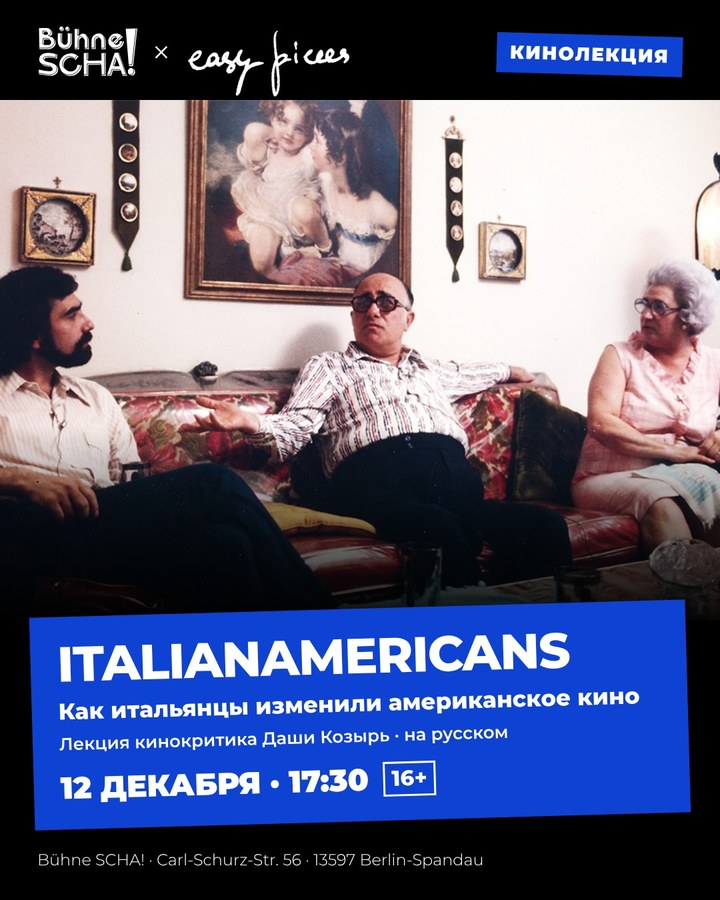 Bühne SCHA! × easy pieces
КИНОЛЕКЦИЯ
ITALIANAMERICANS
Как итальянцы изменили американское кино
Лекция кинокритика Даши Козырь · на русском
12 ДЕКАБРЯ • 17:30 16+
Bühne SCHA! · Carl-Schurz-Str. 56 · 13597 Berlin-Spandau